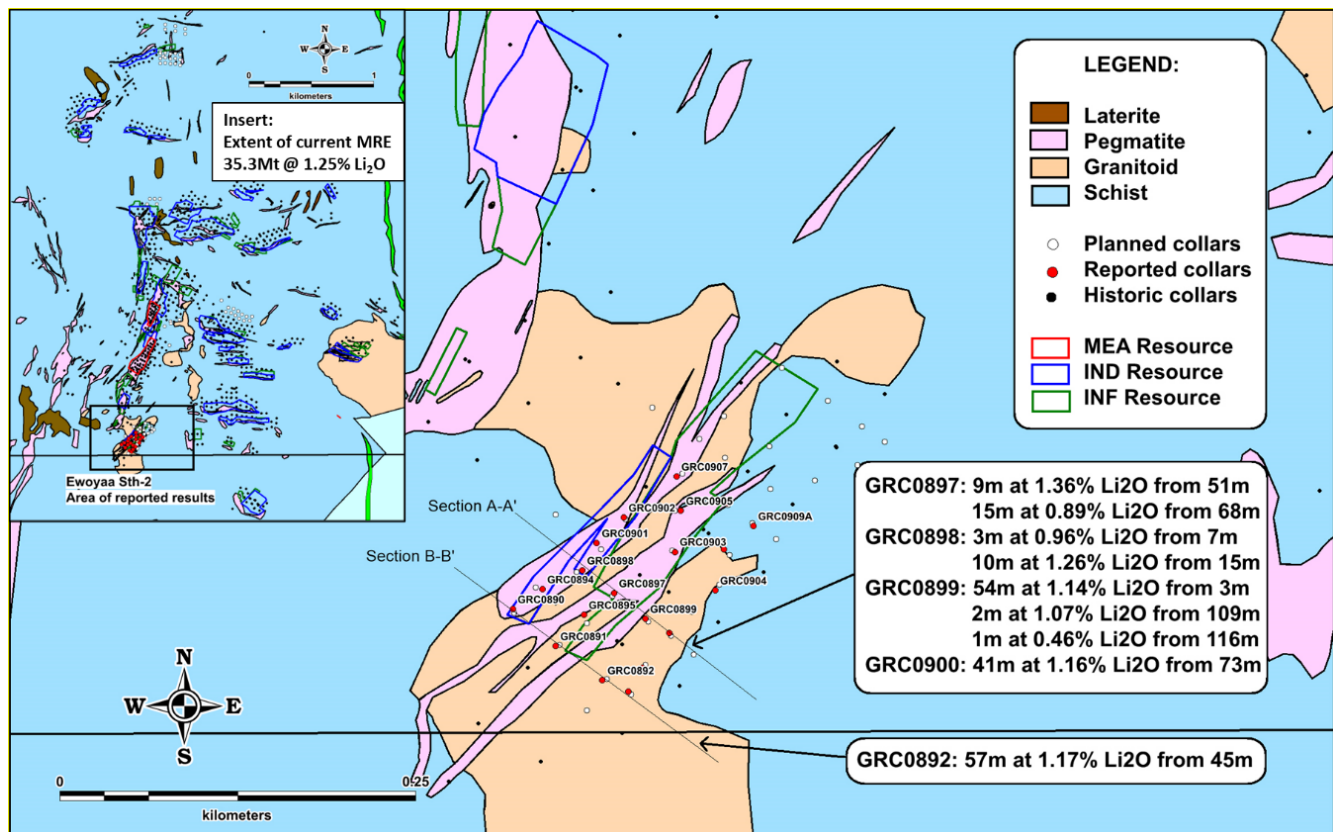 N
W E
S
0 1
kilometers
Insert:
Extent of current MRE
35.3Mt @ 1.25% Li₂O
Ewoyaa Sth-2
Area of reported results
LEGEND:
Laterite
Pegmatite
Granitoid
Schist
Planned collars
Reported collars
Historic collars
MEA Resource
IND Resource
INF Resource
Section A-A'
Section B-B'
GRC0907
GRC0902
GRC0905
GRC0909A
GRC0901
GRC0903
GRC0898
GRC0894
GRC0897
GRC0904
GRC0890
GRC0895
GRC0899
GRC0891
GRC0892
GRC0897: 9m at 1.36% Li2O from 51m
15m at 0.89% Li2O from 68m
GRC0898: 3m at 0.96% Li2O from 7m
10m at 1.26% Li2O from 15m
GRC0899: 54m at 1.14% Li2O from 3m
2m at 1.07% Li2O from 109m
1m at 0.46% Li2O from 116m
GRC0900: 41m at 1.16% Li2O from 73m
GRC0892: 57m at 1.17% Li2O from 45m
N
W E
S
0 0.25
kilometers